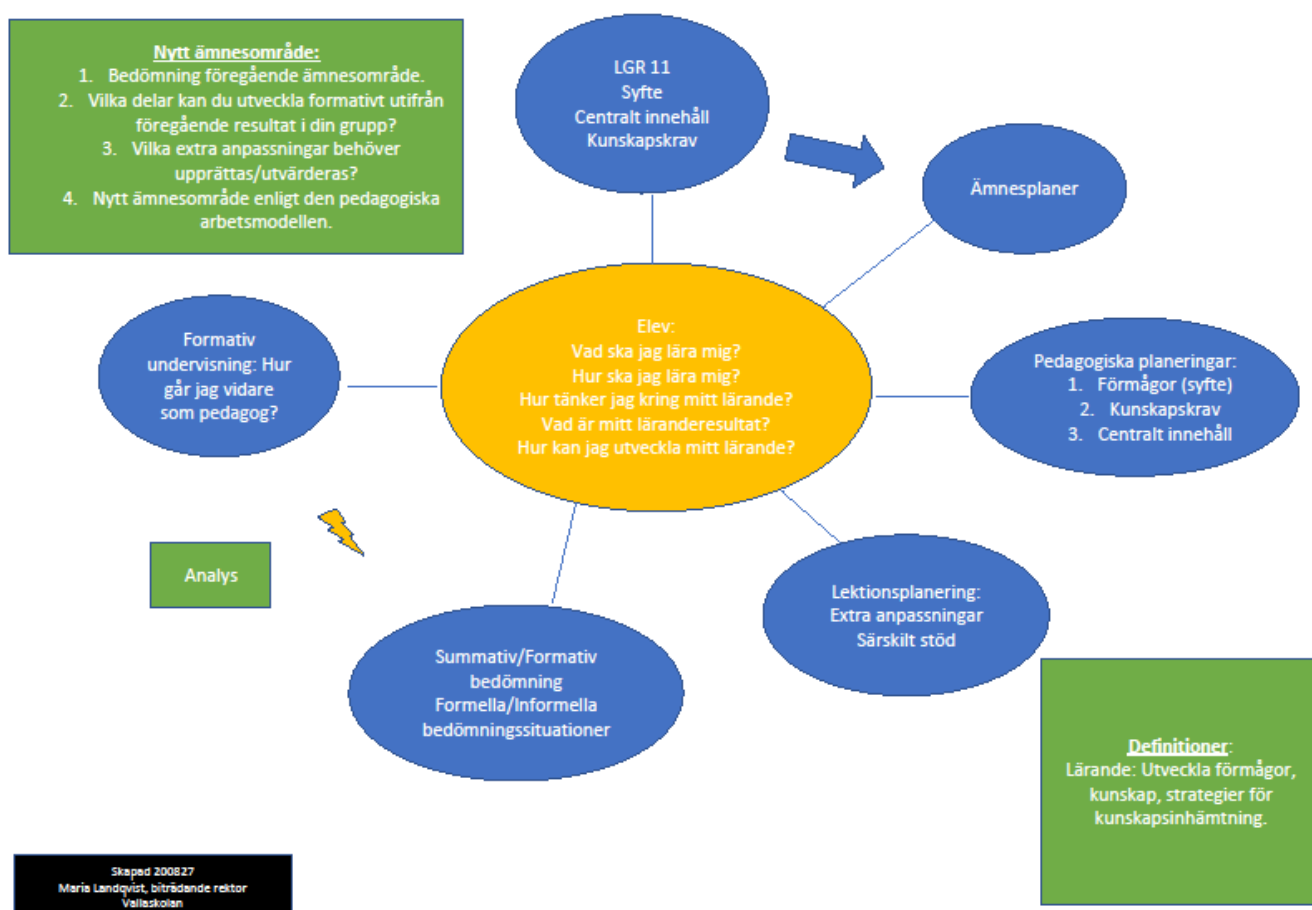 Nytt ämnesområde:
1. Bedömning föregående ämnesområde.
2. Vilka delar kan du utveckla formativt utifrån
föregående resultat i din grupp?
3. Vilka extra anpassningar behöver
upprättas/utvärderas?
4. Nytt ämnesområde enligt den pedagogiska
arbetsmodellen.
LGR 11
Syfte
Centralt innehåll
Kunskapskrav
Ämnesplaner
Formativ
undervisning: Hur
går jag vidare
som pedagog?
Elev:
Vad ska jag lära mig?
Hur ska jag lära mig?
Hur tänker jag kring mitt lärande?
Vad är mitt läranderesultat?
Hur kan jag utveckla mitt lärande?
Pedagogiska planeringar:
1. Förmågor (syfte)
2. Kunskapskrav
3. Centralt innehåll
Analys
Lektionsplanering:
Extra anpassningar
Särskilt stöd
Summativ/Formativ
bedömning
Formella/Informella
bedömningssituationer
Definitioner:
Lärande: Utveckla förmågor,
kunskap, strategier för
kunskapsinhämtning.
Skapad 200827
Maria Landqvist, biträdande rektor
Vallaskolan